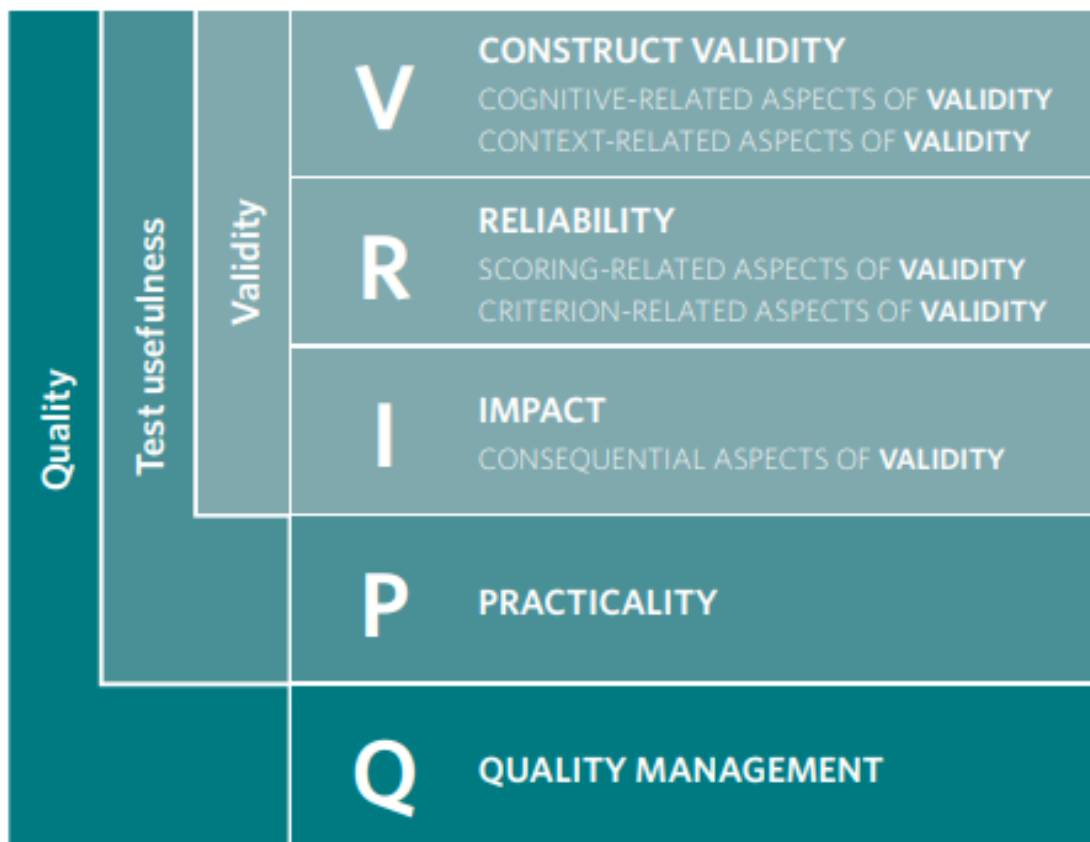 Quality
Test usefulness
Validity
V
CONSTRUCT VALIDITY
COGNITIVE-RELATED ASPECTS OF VALIDITY
CONTEXT-RELATED ASPECTS OF VALIDITY
R
RELIABILITY
SCORING-RELATED ASPECTS OF VALIDITY
CRITERION-RELATED ASPECTS OF VALIDITY
I
IMPACT
CONSEQUENTIAL ASPECTS OF VALIDITY
P
PRACTICALITY
Q
QUALITY MANAGEMENT